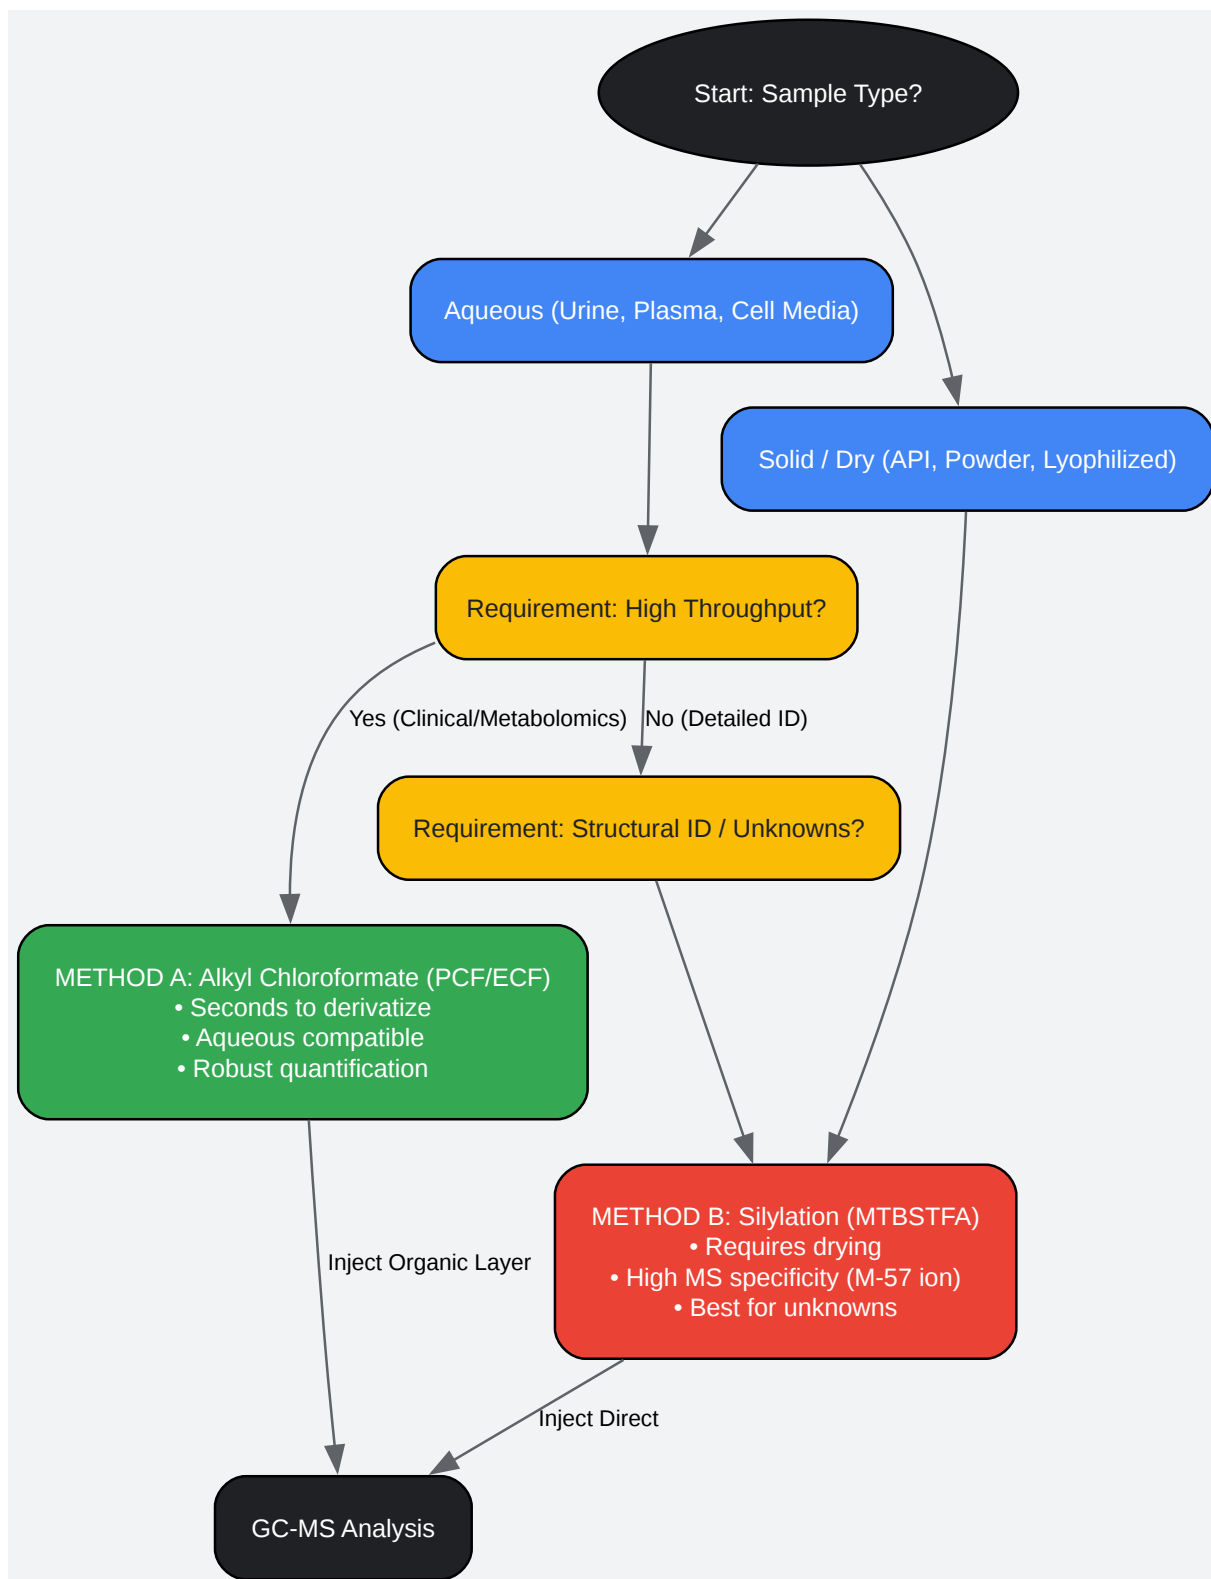 Start: Sample Type?
Aqueous (Urine, Plasma, Cell Media)
Solid / Dry (API, Powder, Lyophilized)
Requirement: High Throughput?
Yes (Clinical/Metabolomics)
No (Detailed ID)
Requirement: Structural ID / Unknowns?
METHOD A: Alkyl Chloroformate (PCF/ECF)
• Seconds to derivatize
• Aqueous compatible
• Robust quantification
METHOD B: Silylation (MTBSTFA)
• Requires drying
• High MS specificity (M-57 ion)
• Best for unknowns
Inject Organic Layer
Inject Direct
GC-MS Analysis